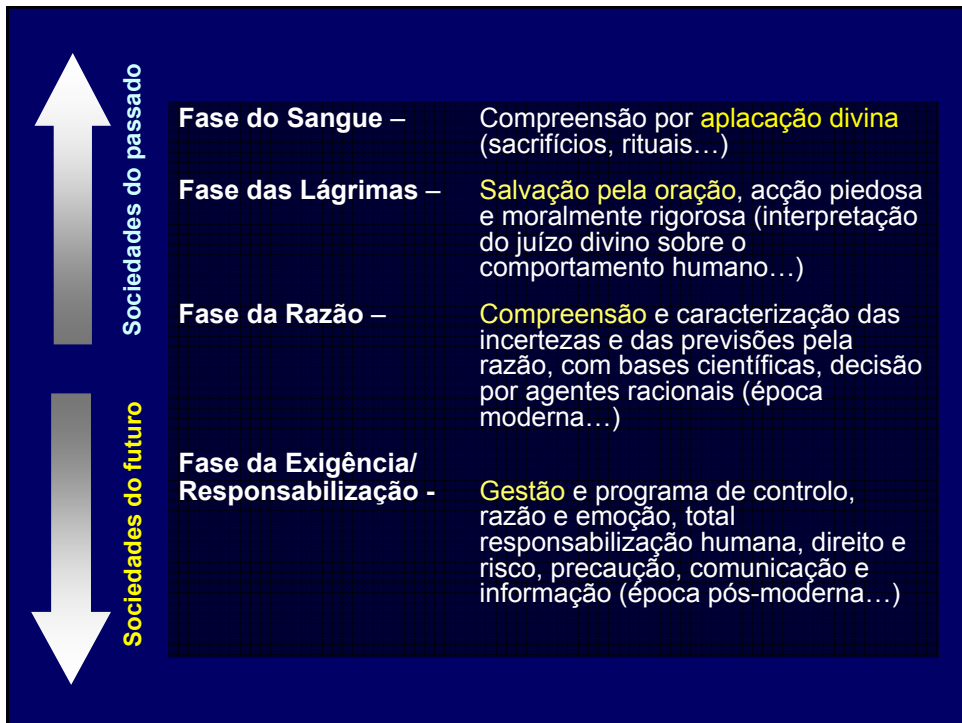 Sociedades do passado
Fase do Sangue –
Compreensão por aplacação divina
(sacrifícios, rituais…)
Fase das Lágrimas –
Salvação pela oração, acção piedosa
e moralmente rigorosa (interpretação
do juízo divino sobre o
comportamento humano…)
Fase da Razão –
Compreensão e caracterização das
incertezas e das previsões pela
razão, com bases científicas, decisão
por agentes racionais (época
moderna…)
Sociedades do futuro
Fase da Exigência/
Responsabilização -
Gestão e programa de controlo,
razão e emoção, total
responsabilização humana, direito e
risco, precaução, comunicação e
informação (época pós-moderna…)